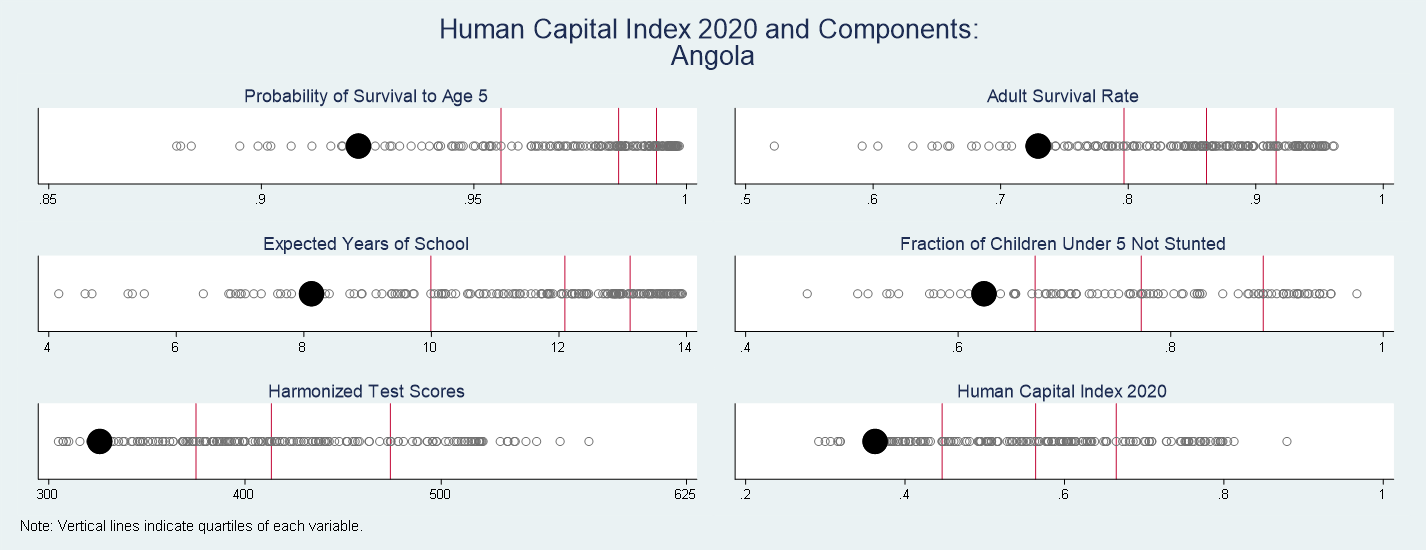 Human Capital Index 2020 and Components:
Angola
Probability of Survival to Age 5
.85 .9 .95 1
Adult Survival Rate
.5 .6 .7 .8 .9 1
Expected Years of School
4 6 8 10 12 14
Fraction of Children Under 5 Not Stunted
.4 .6 .8 1
Harmonized Test Scores
300 400 500 625
Human Capital Index 2020
.2 .4 .6 .8 1
Note: Vertical lines indicate quartiles of each variable.